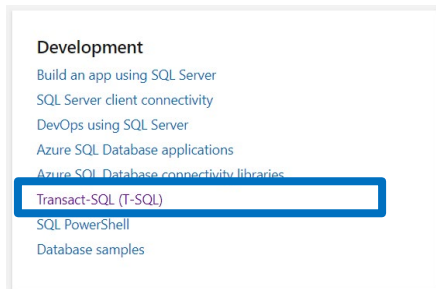 Development
Build an app using SQL Server
SQL Server client connectivity
DevOps using SQL Server
Azure SQL Database applications
Azure SQL Database connectivity libraries
Transact-SQL (T-SQL)
SQL PowerShell
Database samples